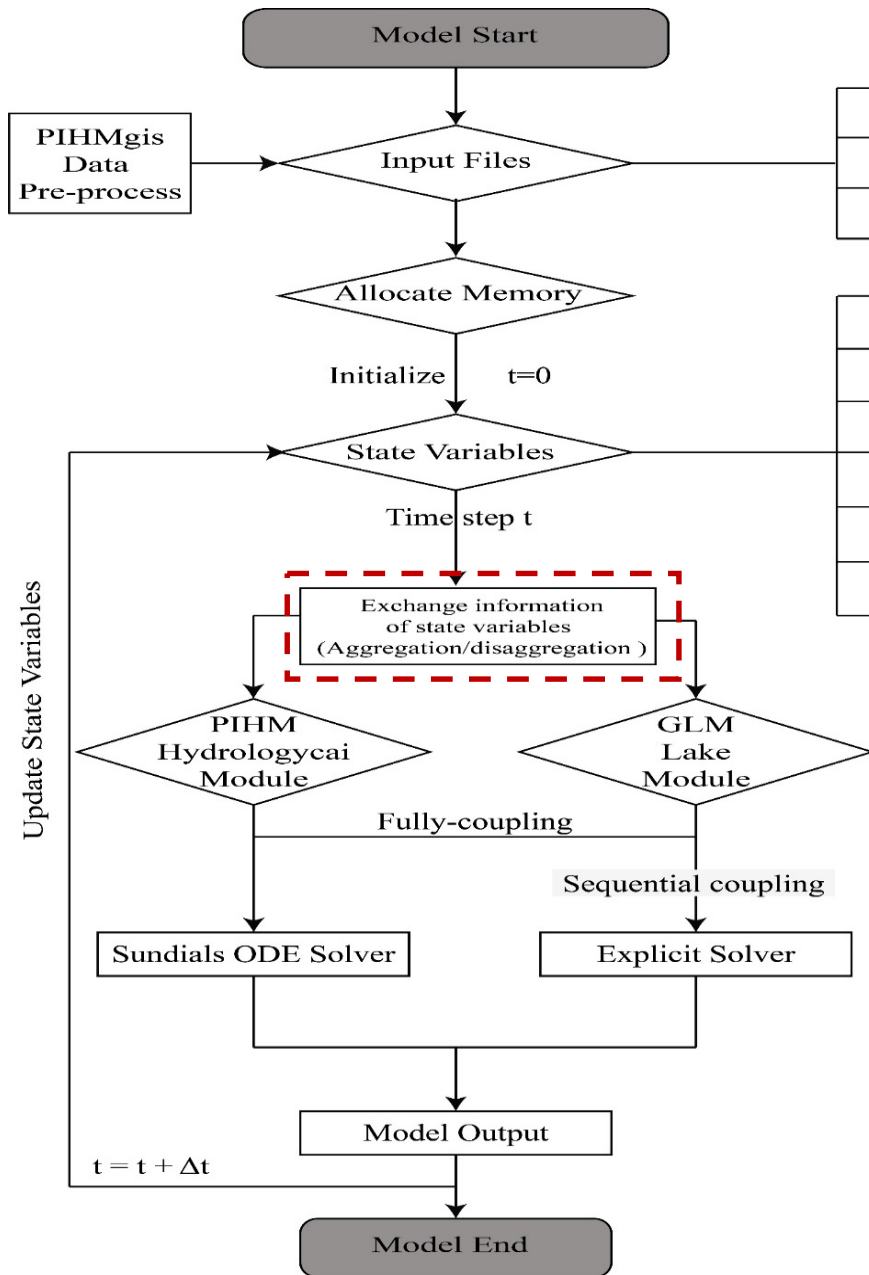 Model Start
PIHMgis
Data
Pre-process
Input Files
Allocate Memory
Initialize t=0
State Variables
Time step t
Exchange information
of state variables
(Aggregation/disaggregation )
Update State Variables
PIHM
Hydrologycai
Module
GLM
Lake
Module
Fully-coupling
Sequential coupling
Sundials ODE Solver
Explicit Solver
Model Output
t = t + Δt
Model End